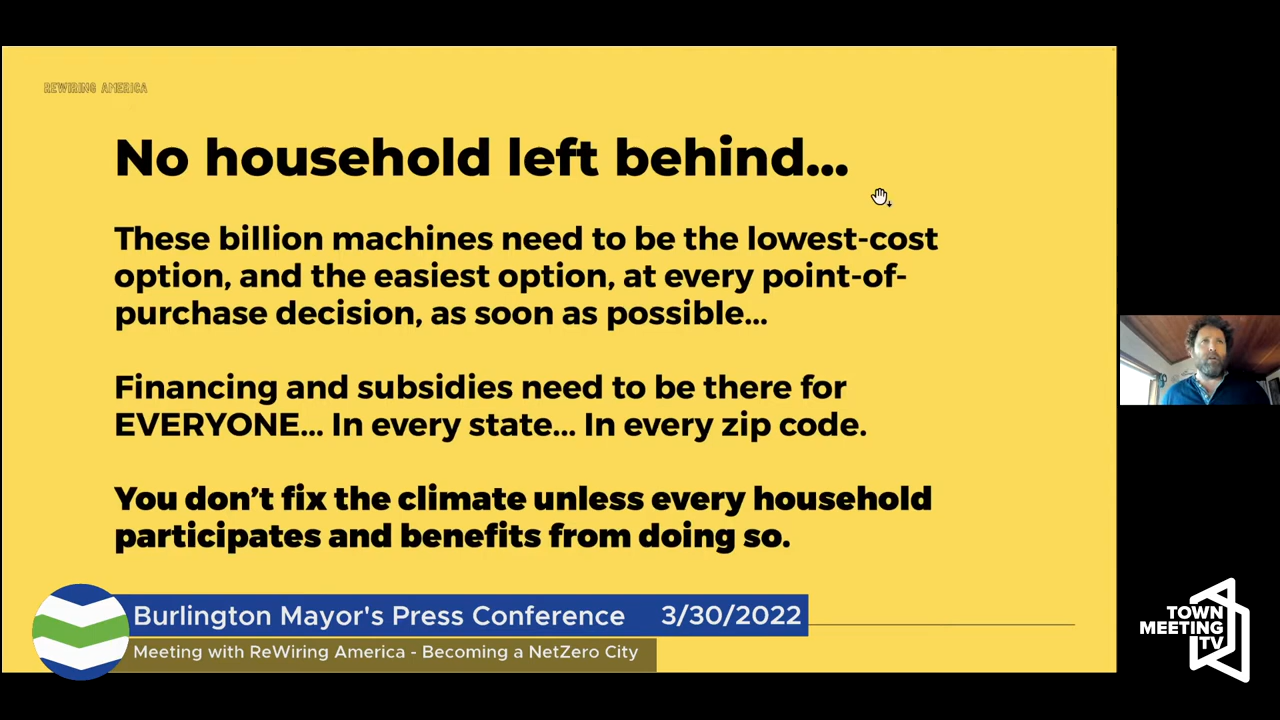 REWIRING AMERICA
No household left behind...
These billion machines need to be the lowest-cost
option, and the easiest option, at every point-of-
purchase decision, as soon as possible...
Financing and subsidies need to be there for
EVERYONE... In every state... In every zip code.
You don’t fix the climate unless every household
participates and benefits from doing so.
Burlington Mayor's Press Conference 3/30/2022
Meeting with ReWiring America - Becoming a NetZero City
TOWN
MEETING
TV